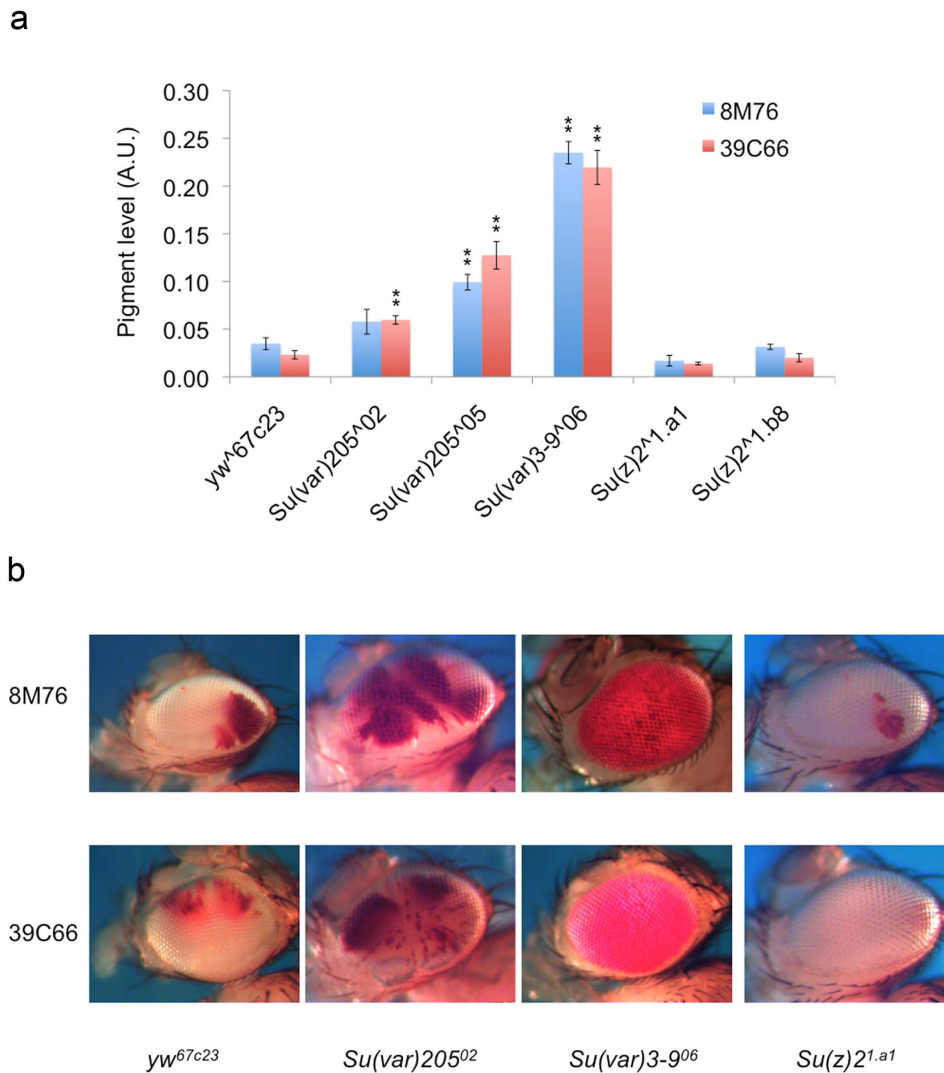 a
0.30
0.25
0.20
0.15
0.10
0.05
0.00
Pigment level (A.U.)
8M76
39C66
**
**
**
**
**
yw^67c23
Su(var)205^02
Su(var)205^05
Su(var)3-9^06
Su(z)2^1.a1
Su(z)2^1.b8
b
8M76
39C66
yw67c23
Su(var)20502
Su(var)3-906
Su(z)21.a1